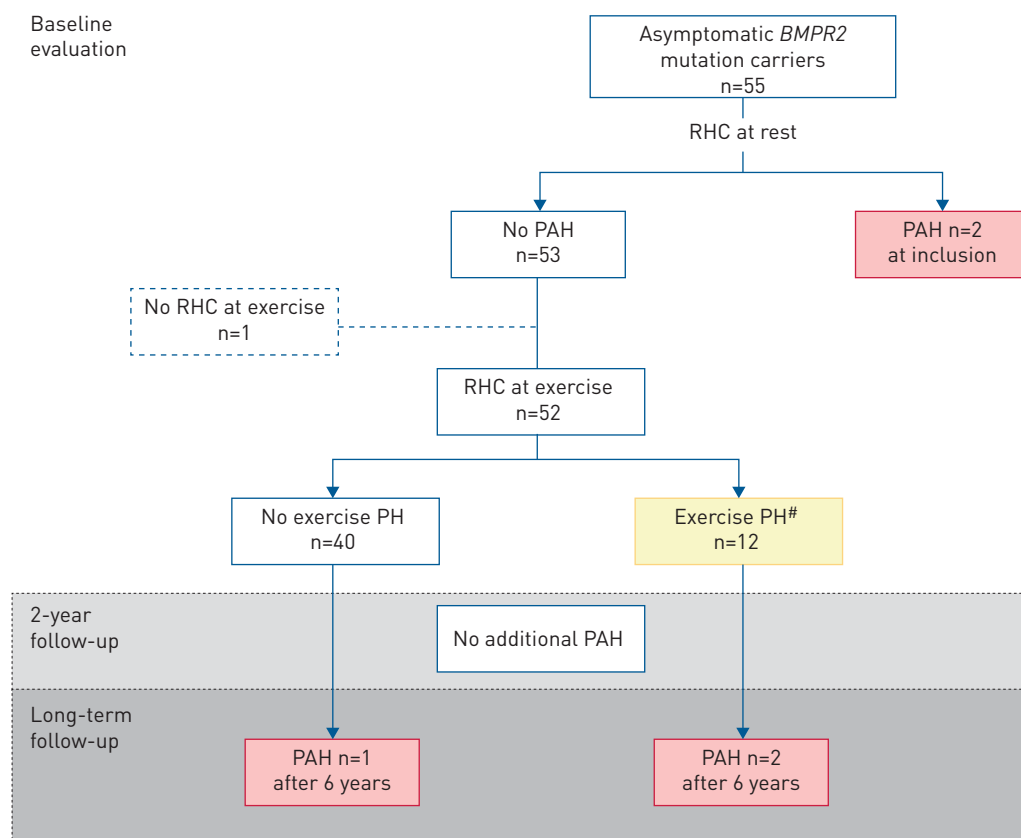 Baseline
evaluation
Asymptomatic BMPR2
mutation carriers
n=55
RHC at rest
No PAH
n=53
PAH n=2
at inclusion
No RHC at exercise
n=1
RHC at exercise
n=52
No exercise PH
n=40
Exercise PH#
n=12
2-year
follow-up
No additional PAH
Long-term
follow-up
PAH n=1
after 6 years
PAH n=2
after 6 years